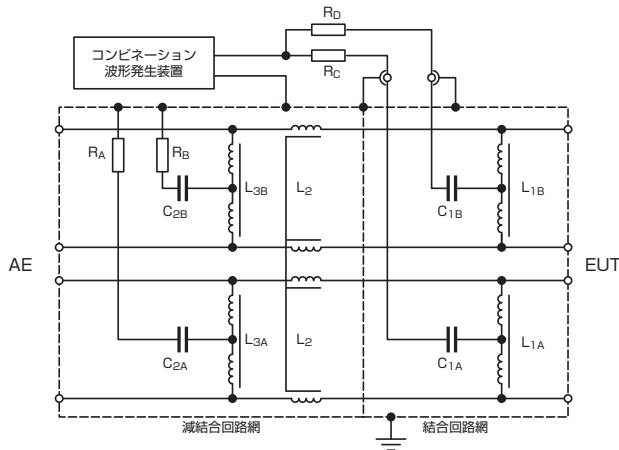 RD
コンビネーション
波形発生装置
RC
RA
RB
C2B
L3B
L2
C1B
L1B
AE
EUT
C2A
L3A
L2
C1A
L1A
減結合回路網
結合回路網